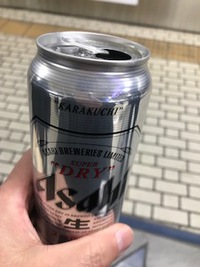 "KARAKUCHI"
ASAHI BREWERIES LIMITED
SUPER
"DRY"
Asahi
生